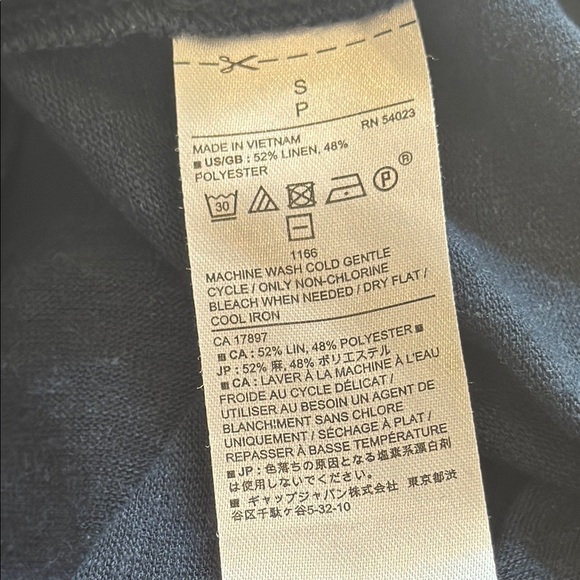 S
P
RN 54023
MADE IN VIETNAM
■ US/GB : 52% LINEN, 48%
POLYESTER
30
P
®
1166
MACHINE WASH COLD GENTLE
CYCLE / ONLY NON-CHLORINE
BLEACH WHEN NEEDED / DRY FLAT /
COOL IRON
CA 17897
■ CA : 52% LIN, 48% POLYESTER ■
JP : 52% 麻, 48% ポリエステル
■ CA : LAVER À LA MACHINE À L'EAU
FROIDE AU CYCLE DÉLICAT /
UTILISER AU BESOIN UN AGENT DE
BLANCHIMENT SANS CHLORE
UNIQUEMENT / SÉCHAGE À PLAT /
REPASSER À BASSE TEMPÉRATURE
■ JP : 色落ちの原因となる塩素系漂白剤
は使用しないでください。
■ ギャップジャパン株式会社 東京都渋
谷区千駄ヶ谷5-32-10